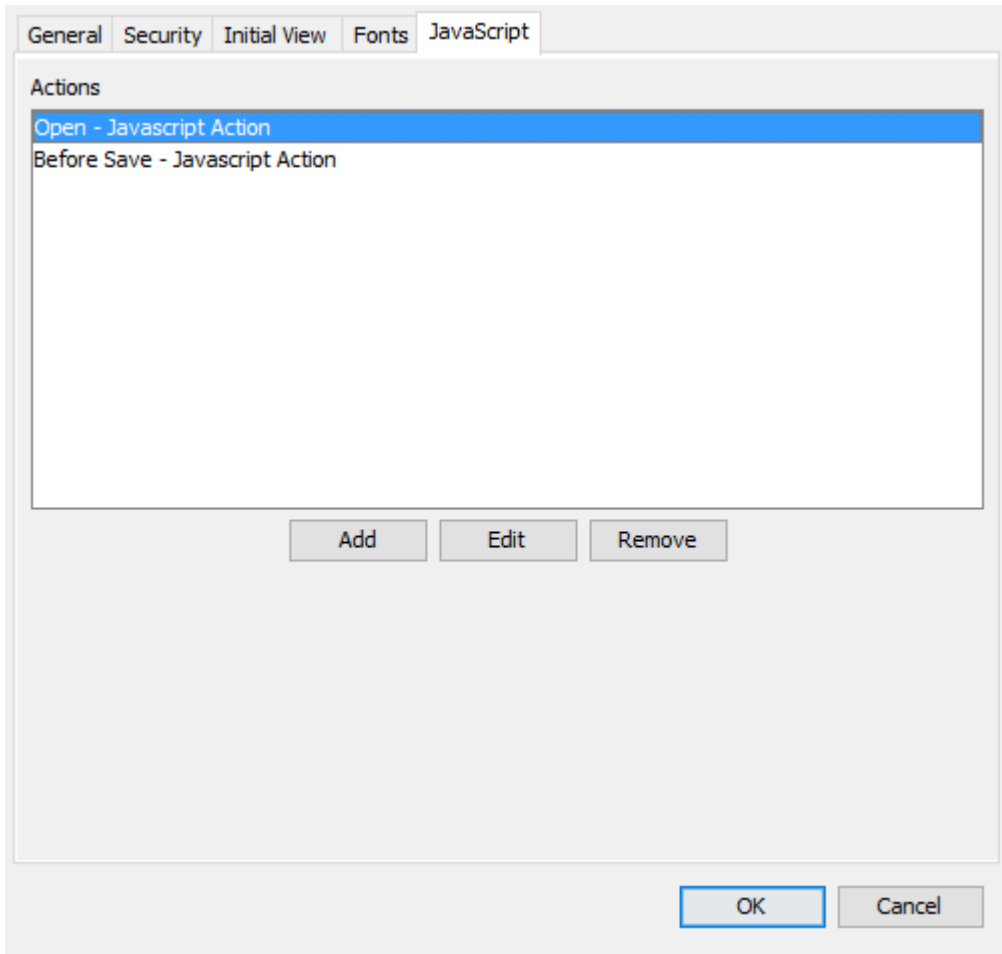 General Security Initial View Fonts JavaScript
Actions
Open - Javascript Action
Before Save - Javascript Action
Add Edit Remove
OK Cancel